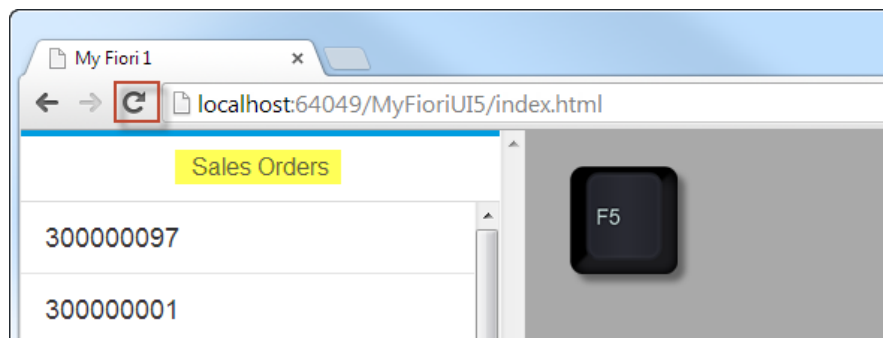 My Fiori 1
localhost:64049/MyFioriUI5/index.html
Sales Orders
F5
300000097
300000001